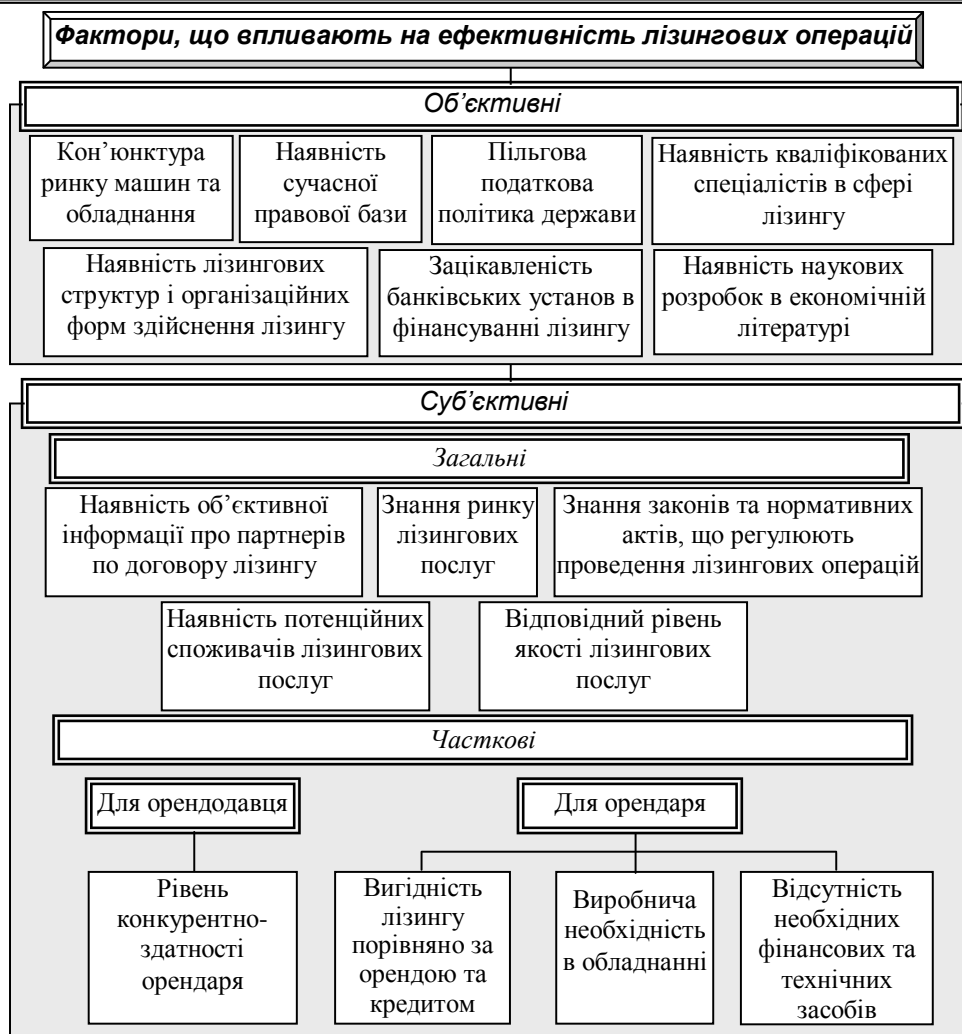 Фактори, що впливають на ефективність лізингових операцій
Об’єктивні
Кон’юнктура
ринку машин та
обладнання
Наявність
сучасної
правової бази
Пільгова
податкова
політика держави
Наявність кваліфікованих
спеціалістів в сфері
лізингу
Наявність лізингових
структур і організаційних
форм здійснення лізингу
Зацікавленість
банківських установ в
фінансуванні лізингу
Наявність наукових
розробок в економічній
літературі
Суб’єктивні
Загальні
Наявність об’єктивної
інформації про партнерів
по договору лізингу
Знання ринку
лізингових
послуг
Знання законів та нормативних
актів, що регулюють
проведення лізингових операцій
Наявність потенційних
споживачів лізингових
послуг
Відповідний рівень
якості лізингових
послуг
Часткові
Для орендодавця
Для орендаря
Рівень
конкурентно-
здатності
орендаря
Вигідність
лізингу
порівняно за
орендою та
кредитом
Виробнича
необхідність
в обладнанні
Відсутність
необхідних
фінансових та
технічних
засобів